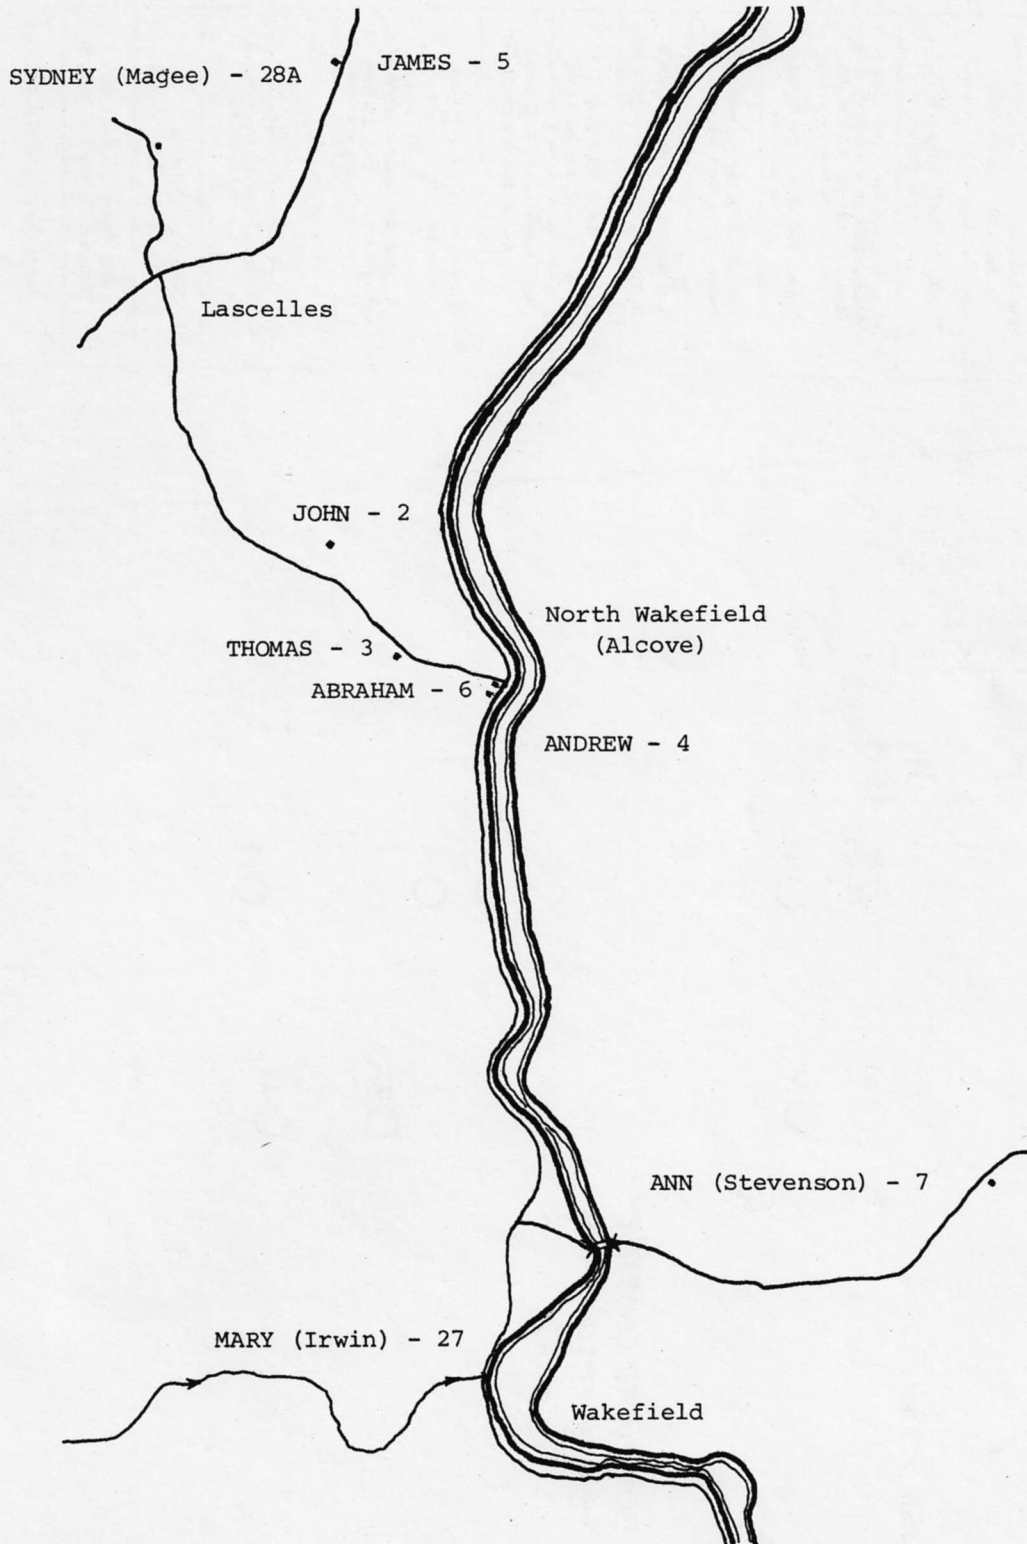 SYDNEY (Magee) - 28A
JAMES - 5
Lascelles
JOHN - 2
North Wakefield
(Alcove)
THOMAS - 3
ABRAHAM - 6
ANDREW - 4
ANN (Stevenson) - 7
MARY (Irwin) - 27
Wakefield